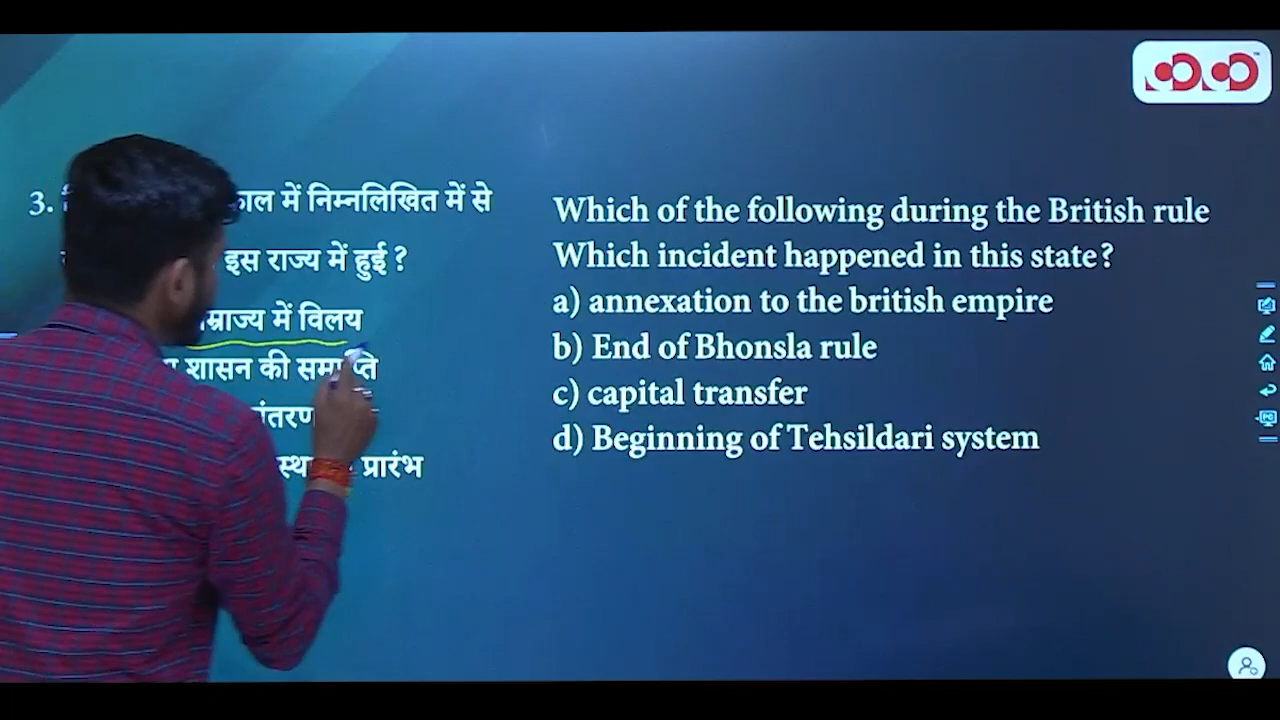 3. काल में निम्नलिखित में से
इस राज्य में हुई ?
में विलय
शासन की समाप्ति
प्रारंभ
Which of the following during the British rule
Which incident happened in this state?
a) annexation to the british empire
b) End of Bhonsla rule
c) capital transfer
d) Beginning of Tehsildari system